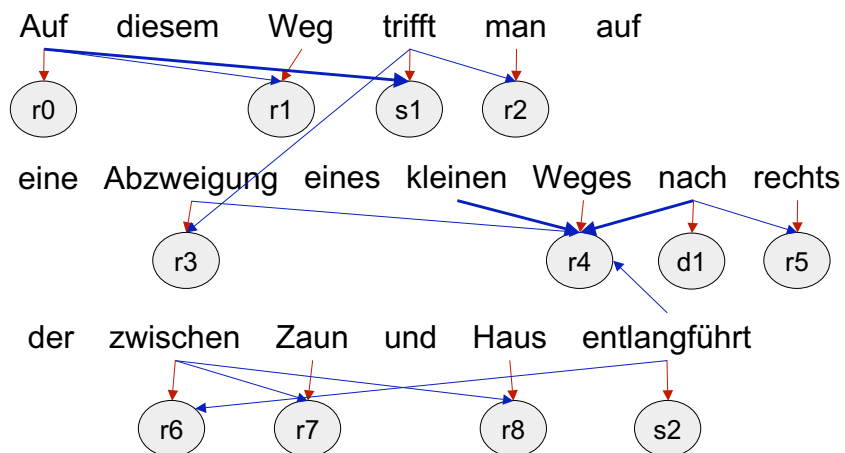 Auf diesem Weg trifft man auf
r0 r1 s1 r2
eine Abzweigung eines kleinen Weges nach rechts
r3 r4 d1 r5
der zwischen Zaun und Haus entlangführt
r6 r7 r8 s2